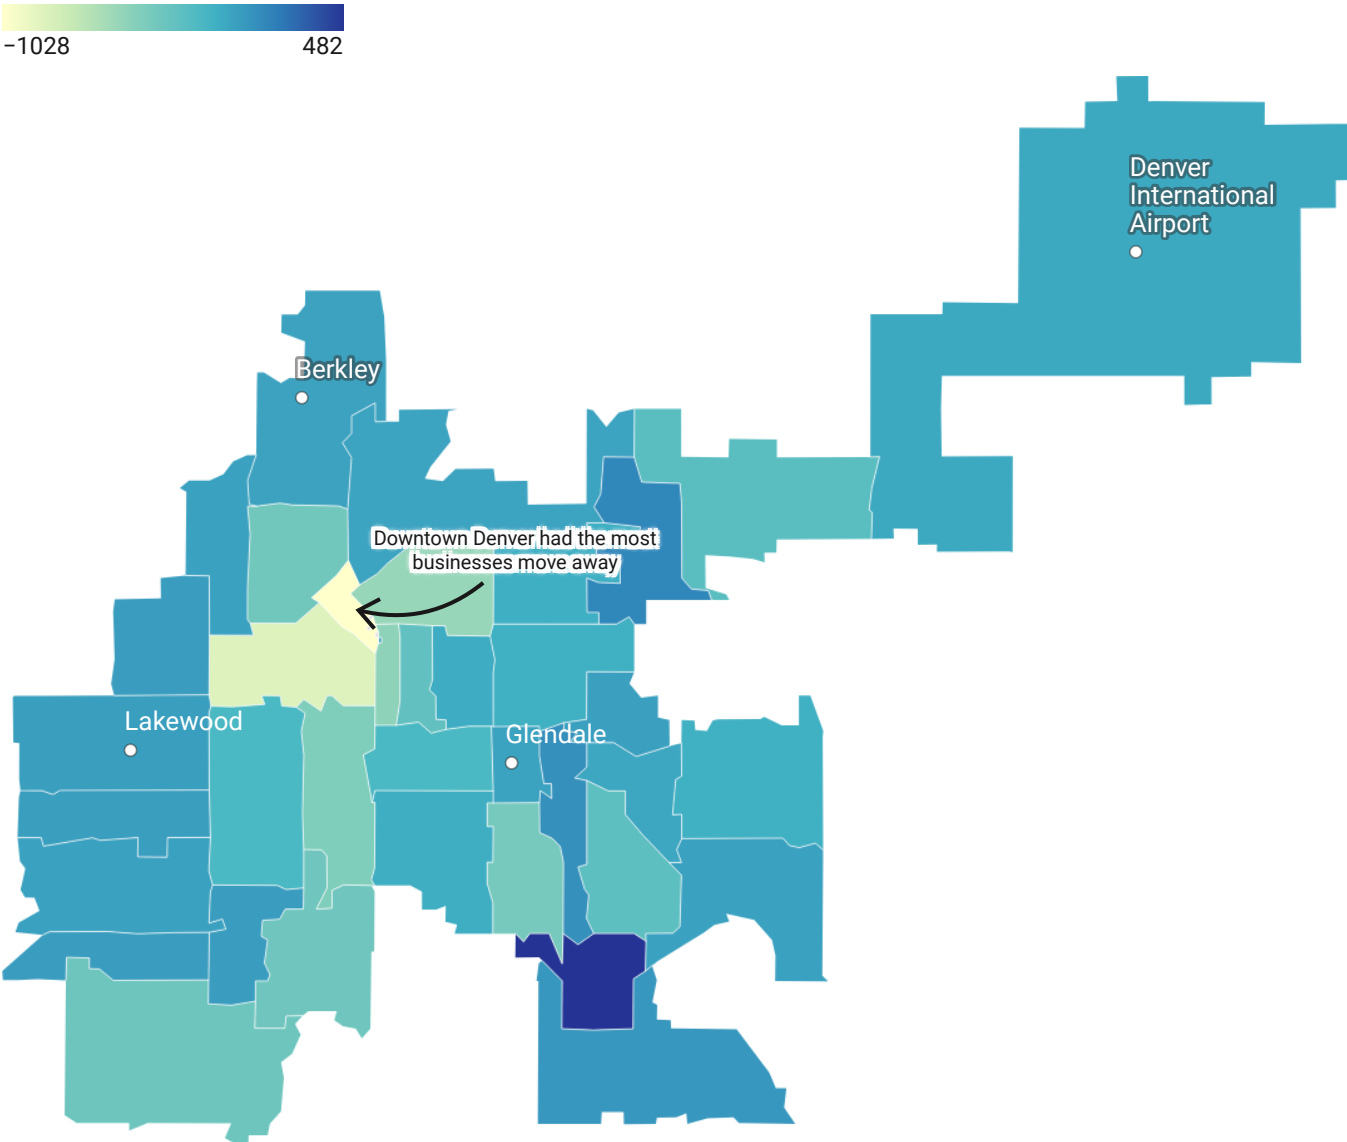 −1028 482
Denver
International
Airport
Berkley
Downtown Denver had the most
businesses move away
Lakewood
Glendale